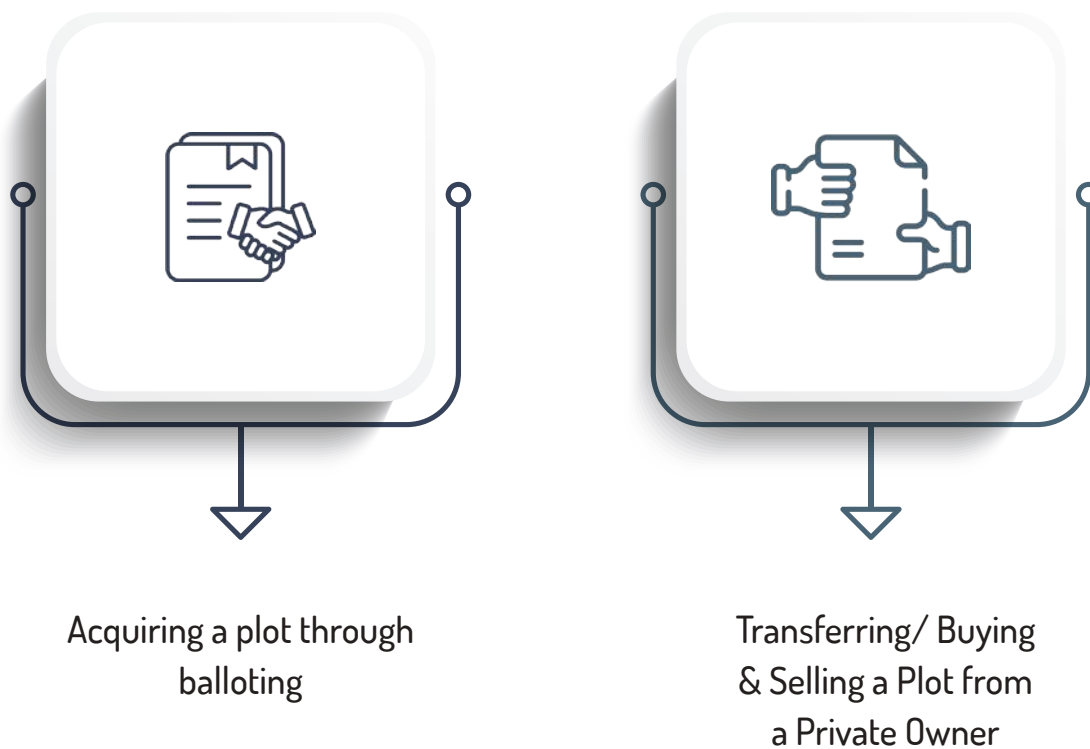 Acquiring a plot through
balloting
Transferring/ Buying
& Selling a Plot from
a Private Owner